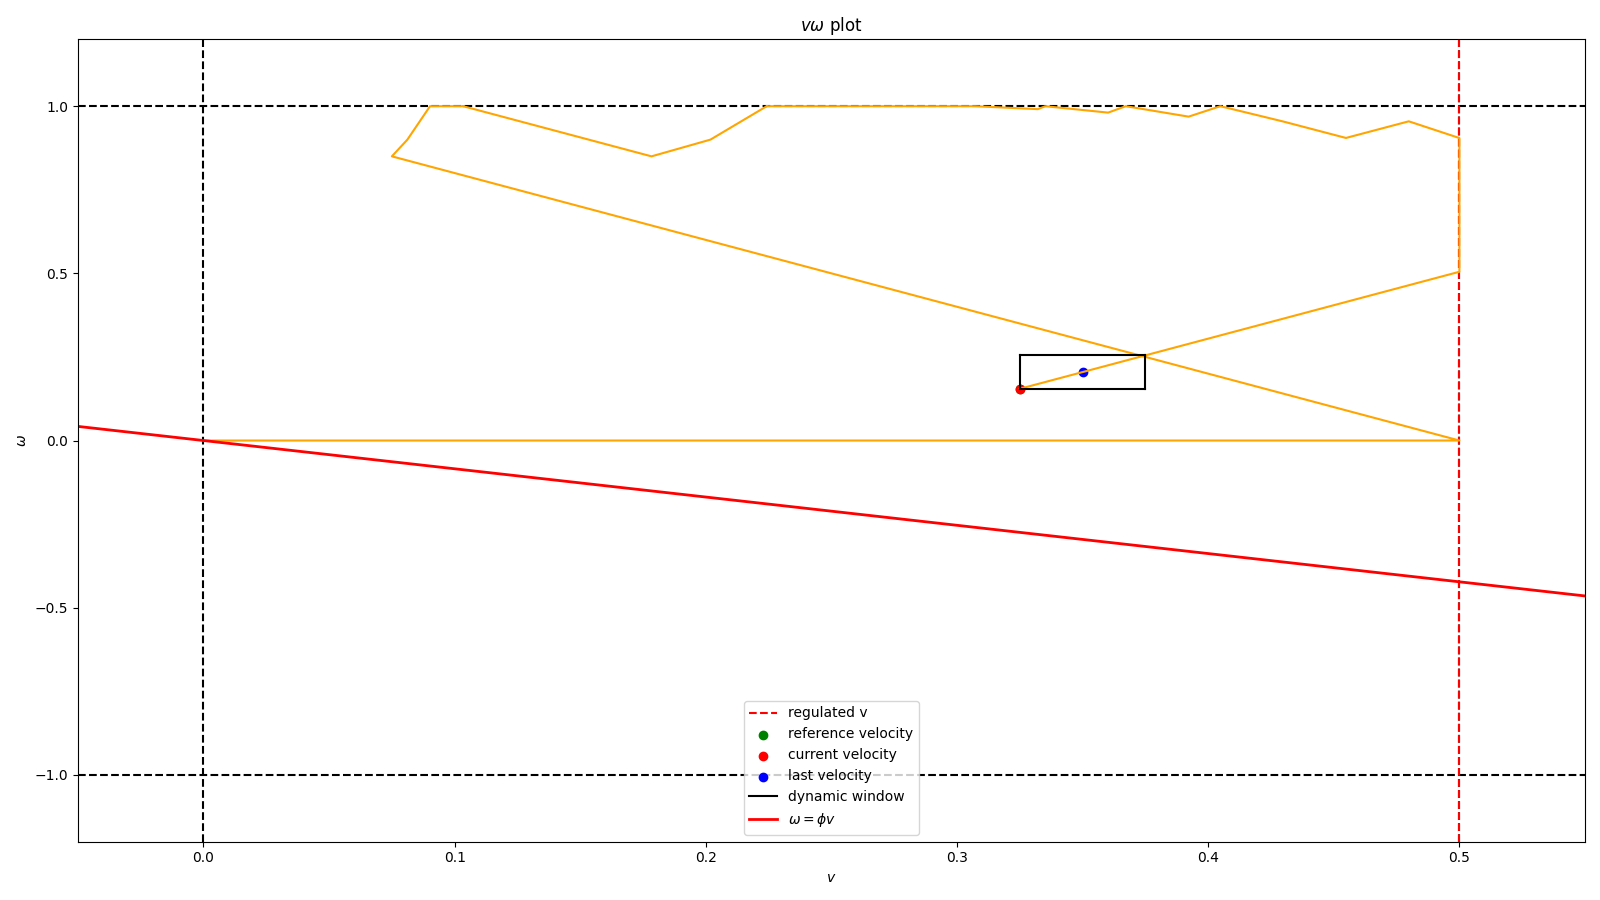 vω plot
1.0
0.5
0.0
−0.5
−1.0
ω
0.0
0.1
0.2
0.3
0.4
0.5
v
regulated v
reference velocity
current velocity
last velocity
dynamic window
ω = ϕv